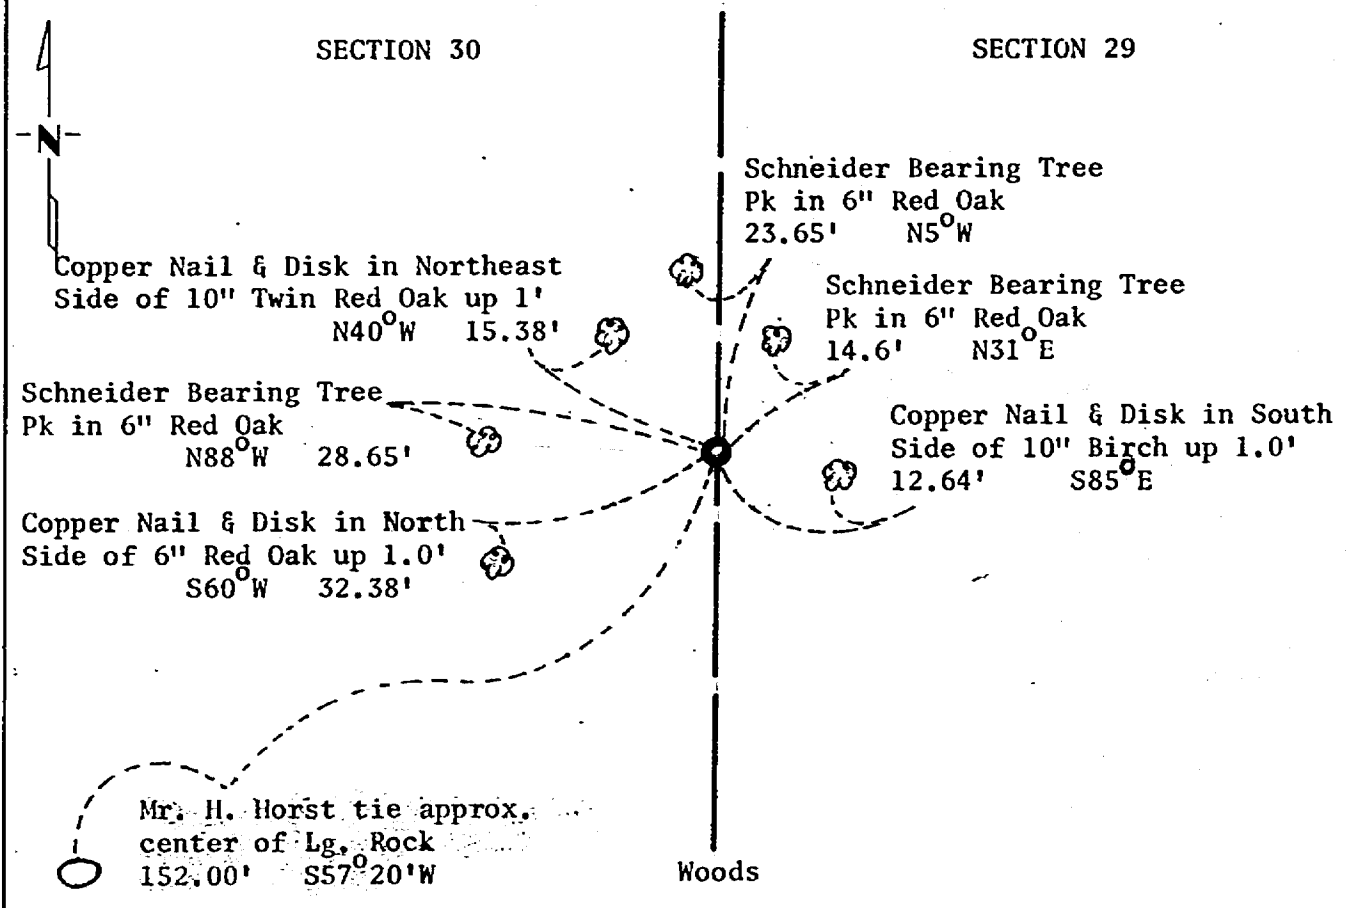 SECTION 30
SECTION 29
-N-
Schneider Bearing Tree
Pk in 6" Red Oak
23.65' N5°W
Copper Nail & Disk in Northeast
Side of 10" Twin Red Oak up 1'
N40°W 15.38'
Schneider Bearing Tree
Pk in 6" Red Oak
14.6' N31°E
Schneider Bearing Tree
Pk in 6" Red Oak
N88°W 28.65'
Copper Nail & Disk in South
Side of 10" Birch up 1.0'
12.64' S85°E
Copper Nail & Disk in North
Side of 6" Red Oak up 1.0'
S60°W 32.38'
Mr. H. Horst tie approx.
center of Lg. Rock
152.00' S57°20'W
Woods